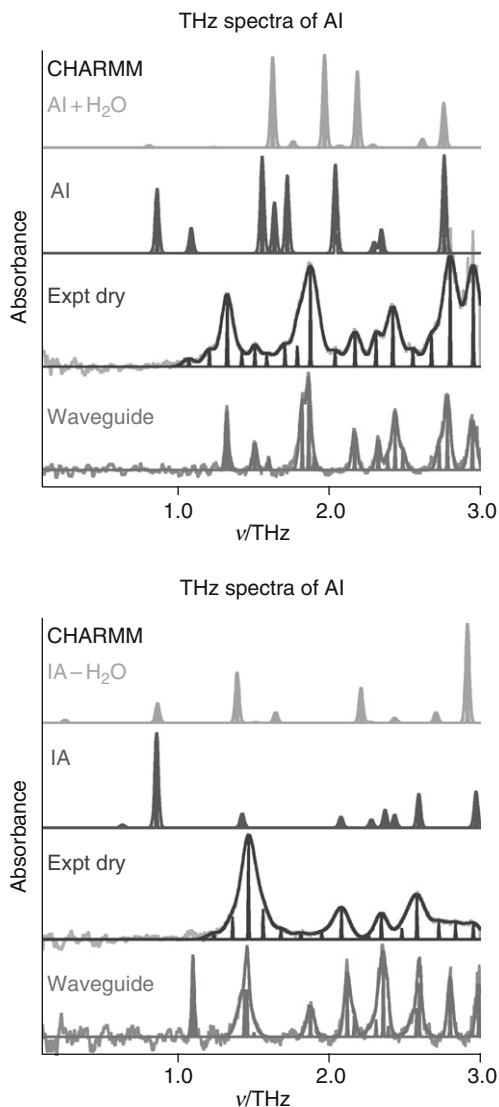 THz spectra of AI
CHARMM
AI + H₂O
AI
Expt dry
Waveguide
Absorbance
1.0 2.0 3.0
ν/THz
THz spectra of AI
CHARMM
IA – H₂O
IA
Expt dry
Waveguide
Absorbance
1.0 2.0 3.0
ν/THz